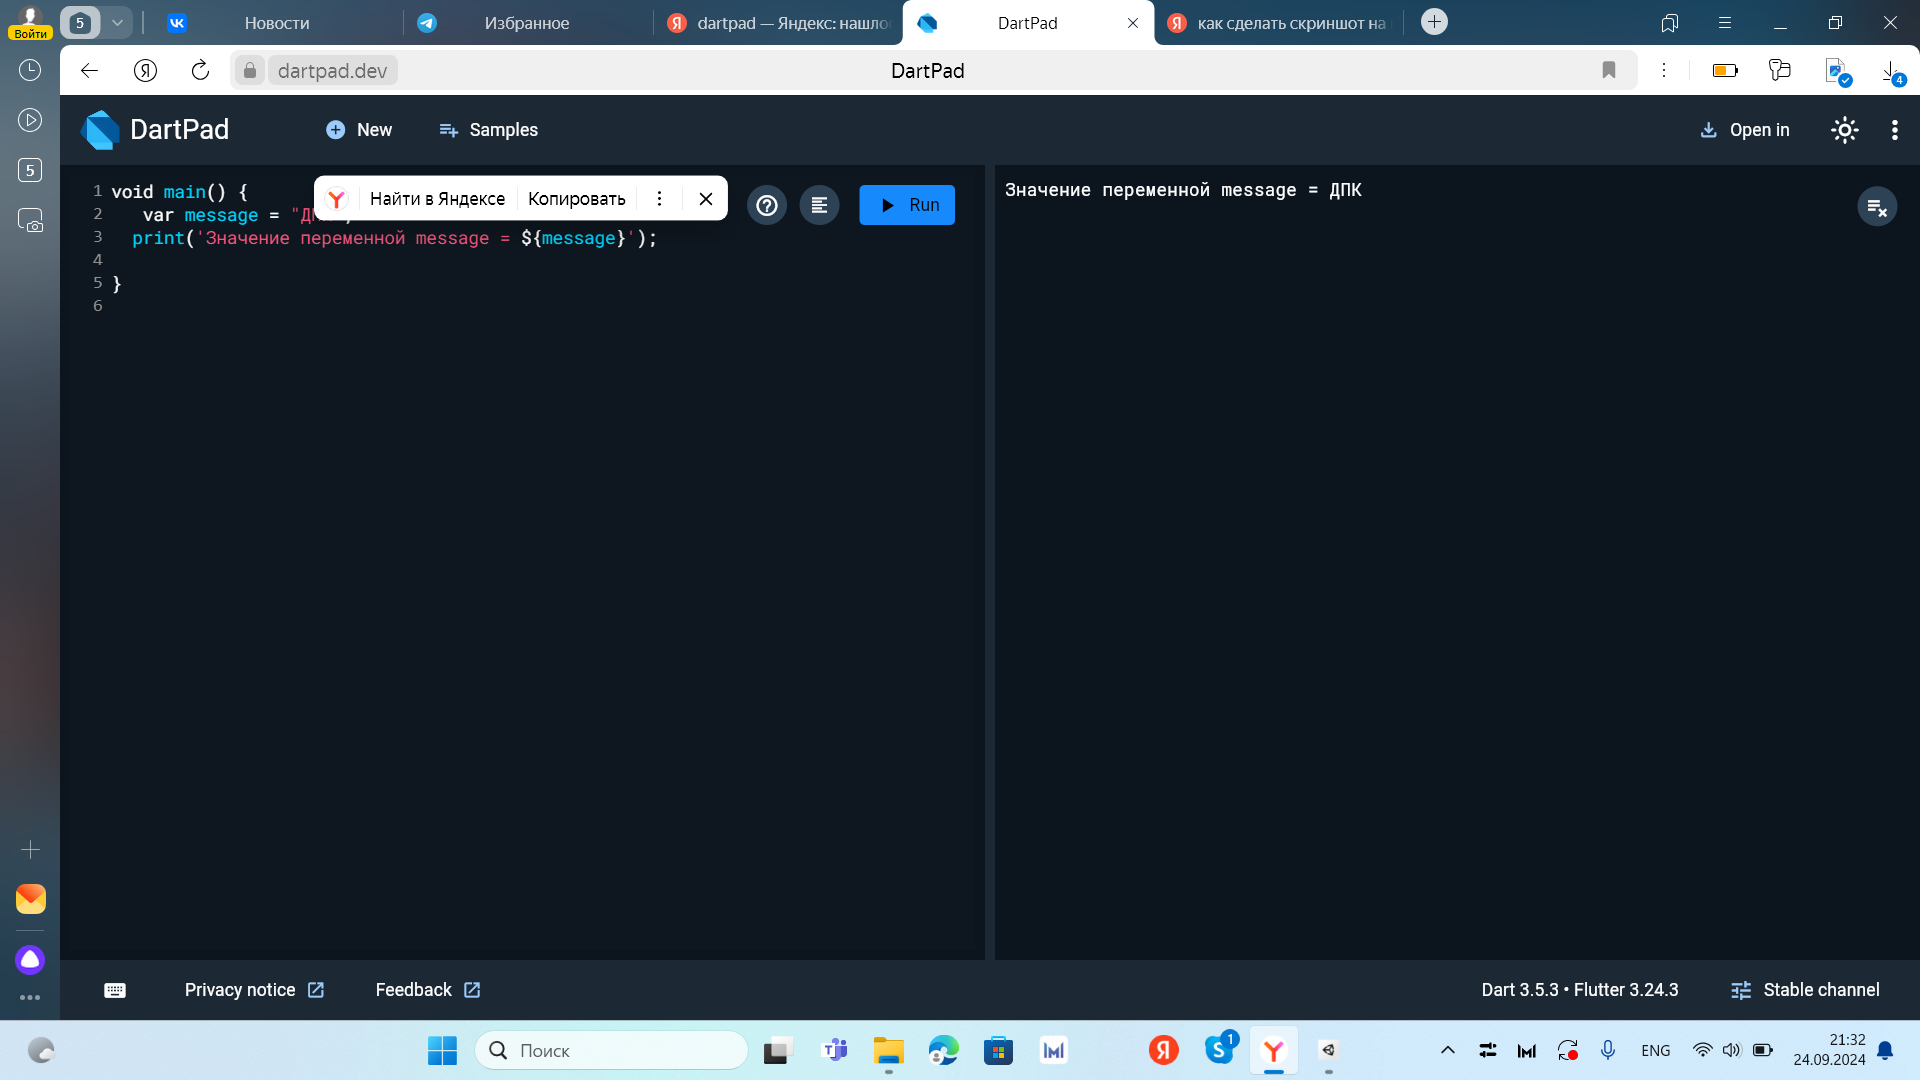 Войти
5
Новости
Избранное
dartpad — Яндекс: нашло
DartPad
как сделать скриншот на
dartpad.dev
DartPad
4
5
DartPad
New
Samples
Open in
1 void main() {
2 var message = "
3 print('Значение переменной message = ${message}');
4
5 }
6
Найти в Яндексе
Копировать
Run
Значение переменной message = ДПК
Privacy notice
Feedback
Dart 3.5.3 • Flutter 3.24.3
Stable channel
Поиск
1
ENG
21:32
24.09.2024